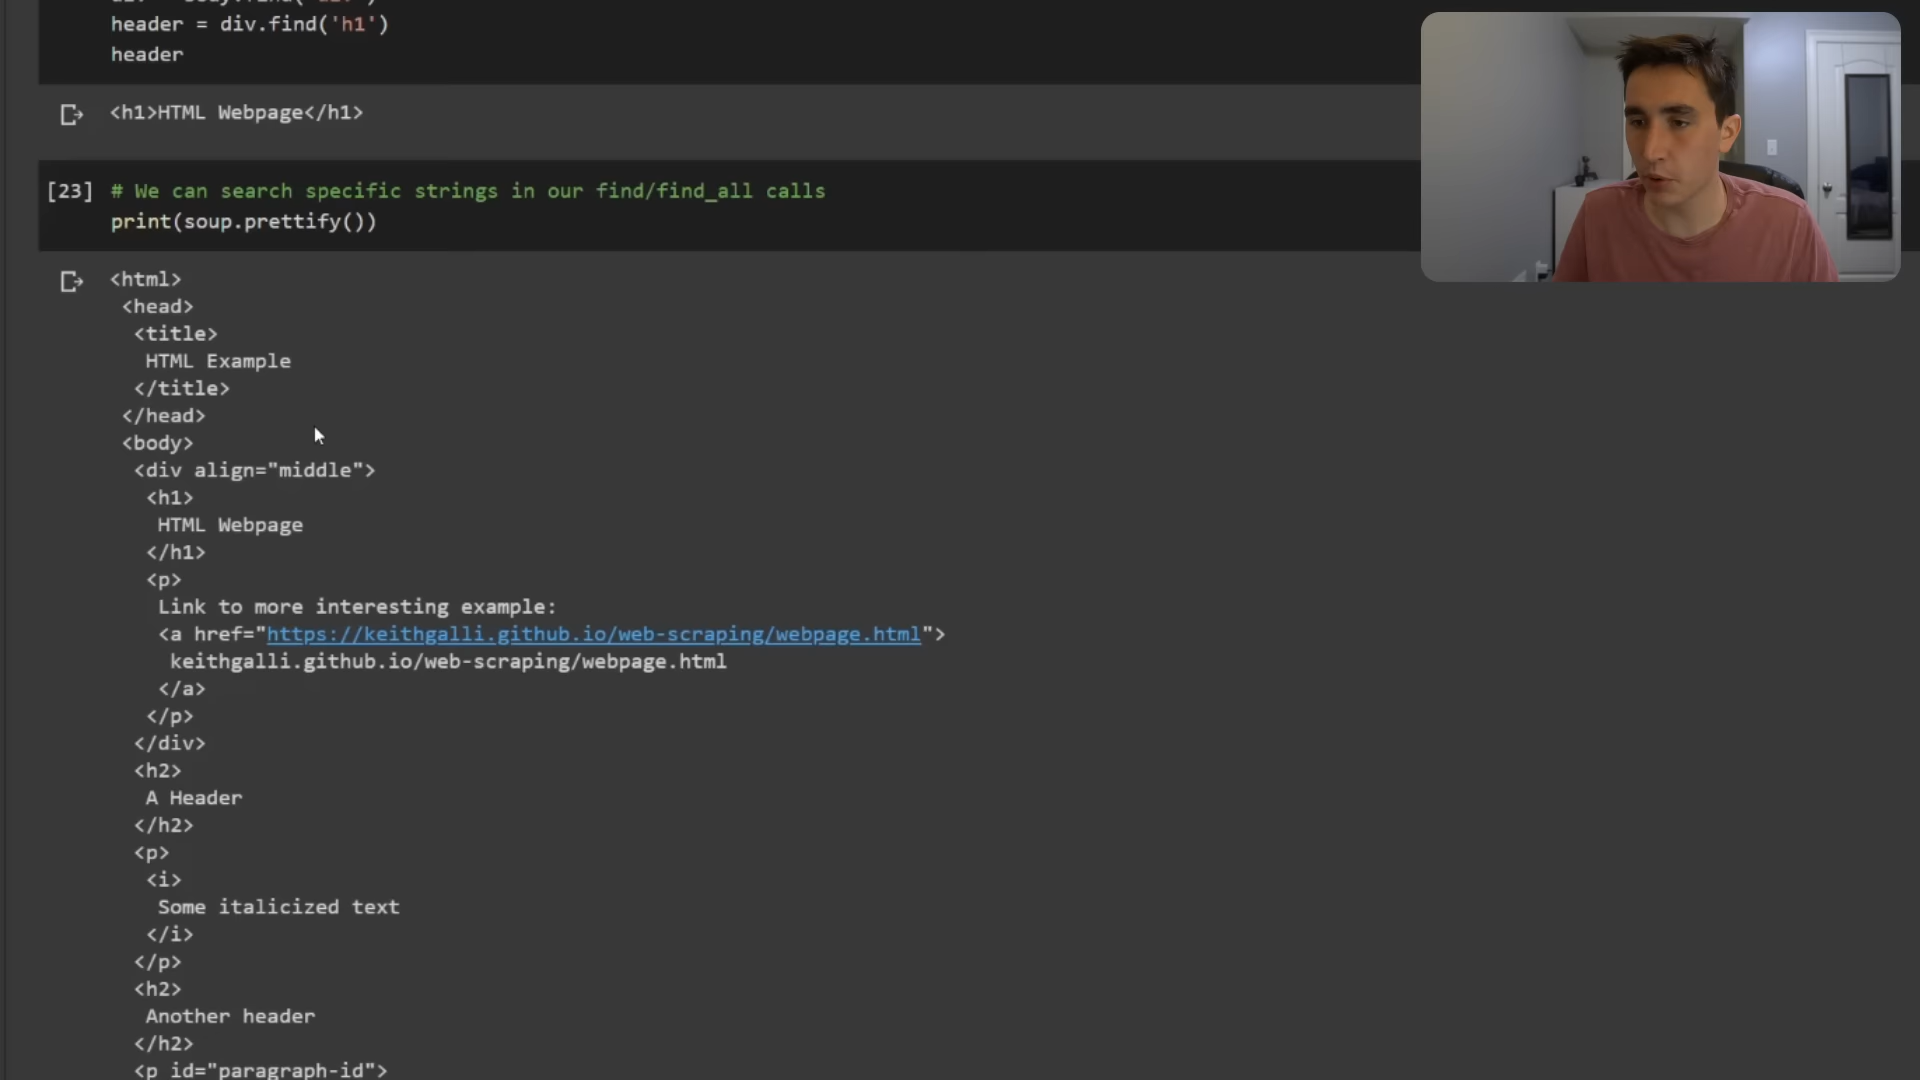 header = div.find('h1')
header
<h1>HTML Webpage</h1>
[23] # We can search specific strings in our find/find_all calls
print(soup.prettify())
<html>
<head>
<title>
HTML Example
</title>
</head>
<body>
<div align="middle">
<h1>
HTML Webpage
</h1>
<p>
Link to more interesting example:
<a href="https://keithgalli.github.io/web-scraping/webpage.html">
keithgalli.github.io/web-scraping/webpage.html
</a>
</p>
</div>
<h2>
A Header
</h2>
<p>
<i>
Some italicized text
</i>
</p>
<h2>
Another header
</h2>
<p id="paragraph-id">